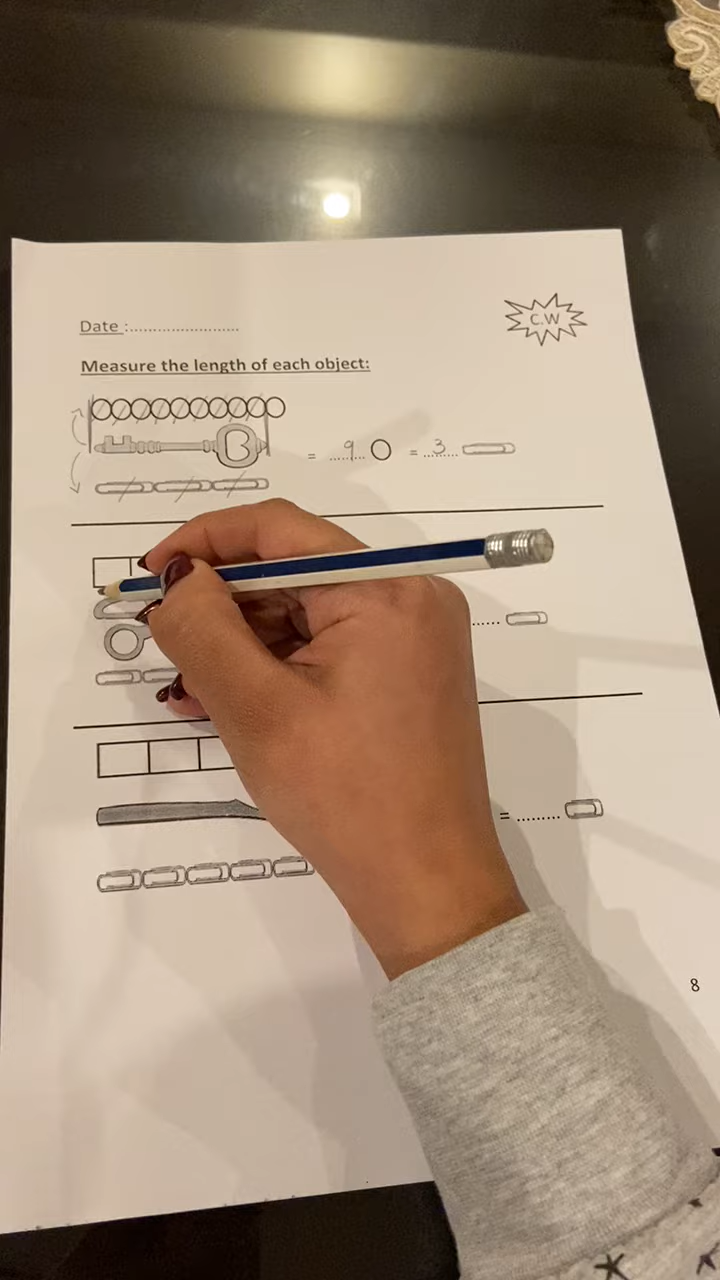 Date :........................
C.W
Measure the length of each object:
= ...9... = ...3...
......
= .........
8